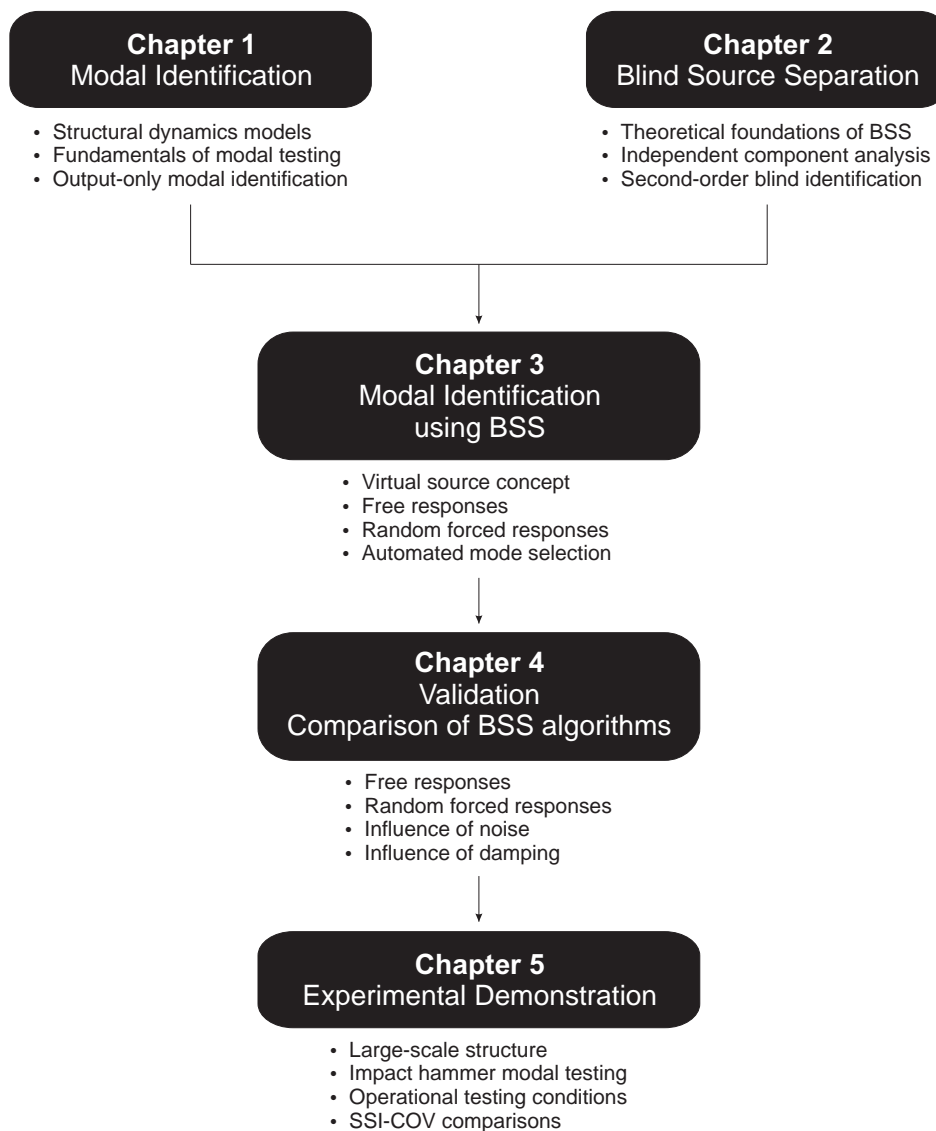 Chapter 1
Modal Identification
• Structural dynamics models
• Fundamentals of modal testing
• Output-only modal identification
Chapter 2
Blind Source Separation
• Theoretical foundations of BSS
• Independent component analysis
• Second-order blind identification
Chapter 3
Modal Identification
using BSS
• Virtual source concept
• Free responses
• Random forced responses
• Automated mode selection
Chapter 4
Validation
Comparison of BSS algorithms
• Free responses
• Random forced responses
• Influence of noise
• Influence of damping
Chapter 5
Experimental Demonstration
• Large-scale structure
• Impact hammer modal testing
• Operational testing conditions
• SSI-COV comparisons